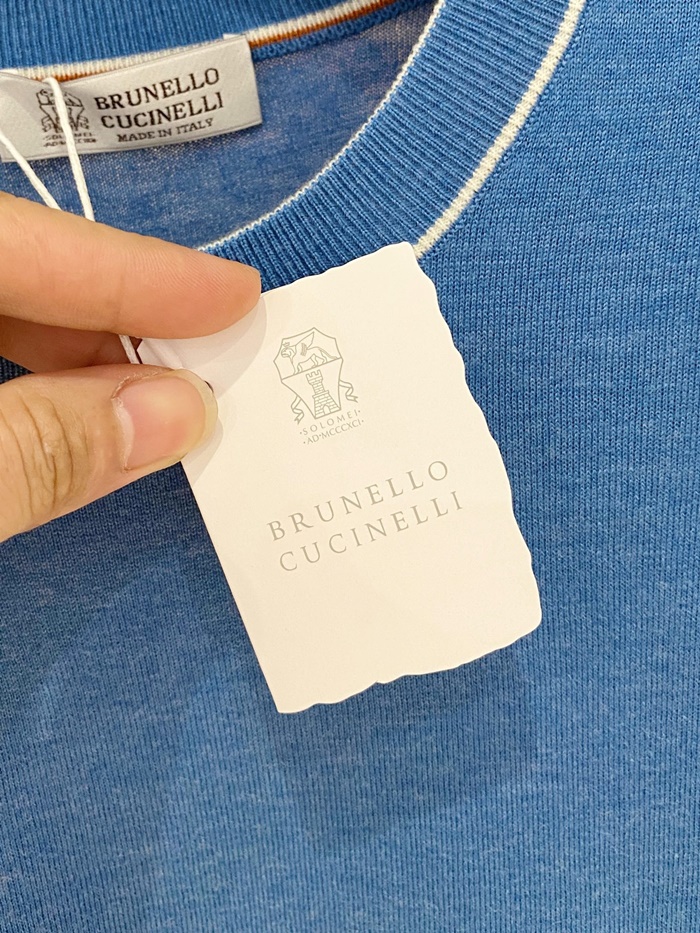 BRUNELLO
CUCINELLI
MADE IN ITALY
·SOLOMEI·
·AD·MCCCXCI·
BRUNELLO
CUCINELLI